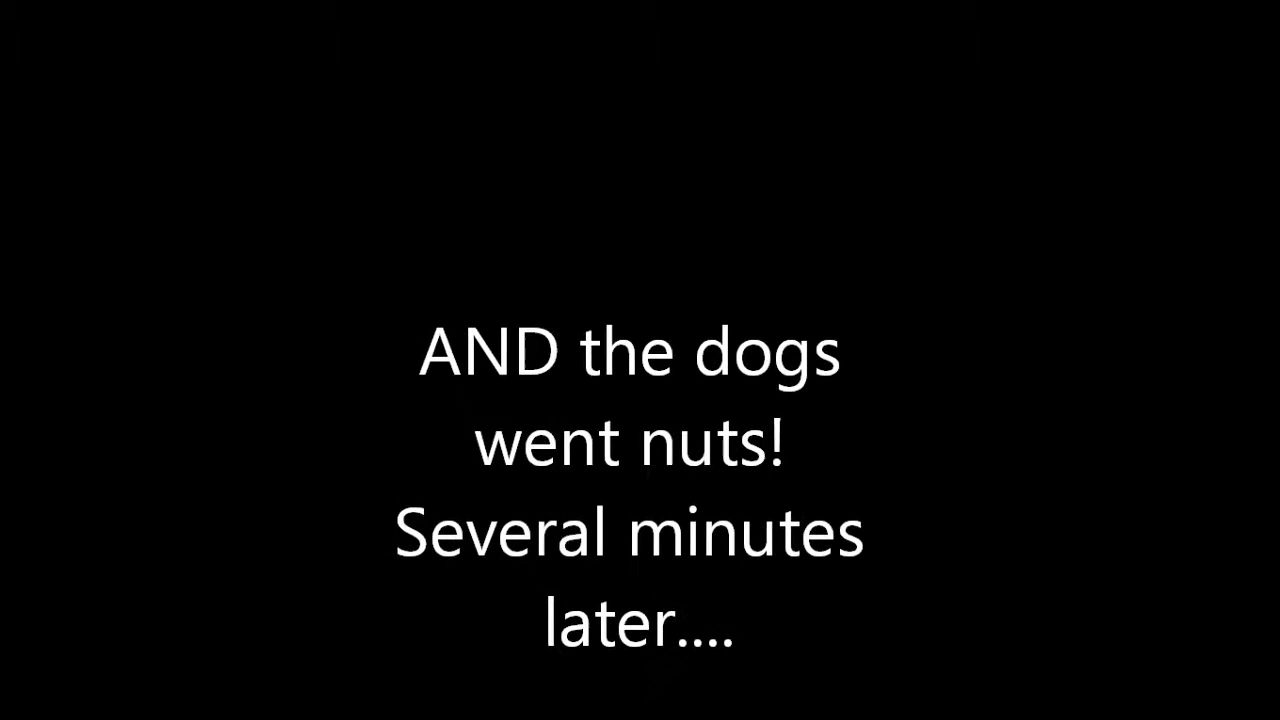 AND the dogs
went nuts!
Several minutes
later....